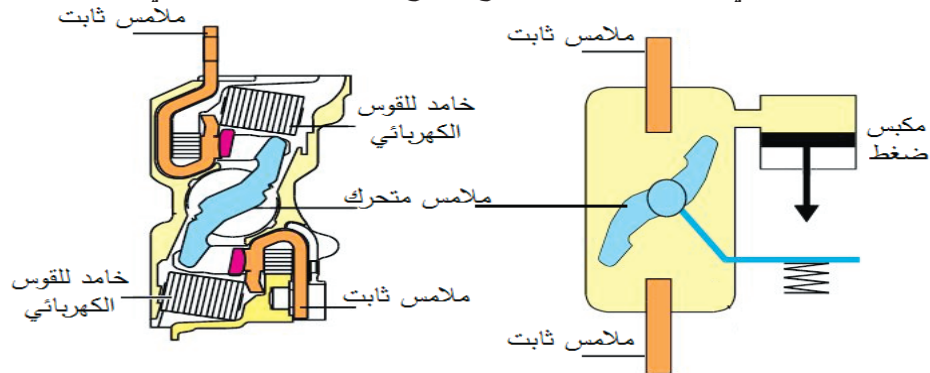 ملامس ثابت
خامد للقوس
الكهربائي
ملامس متحرك
خامد للقوس
الكهربائي
ملامس ثابت
ملامس ثابت
مكبس
ضغط
ملامس ثابت